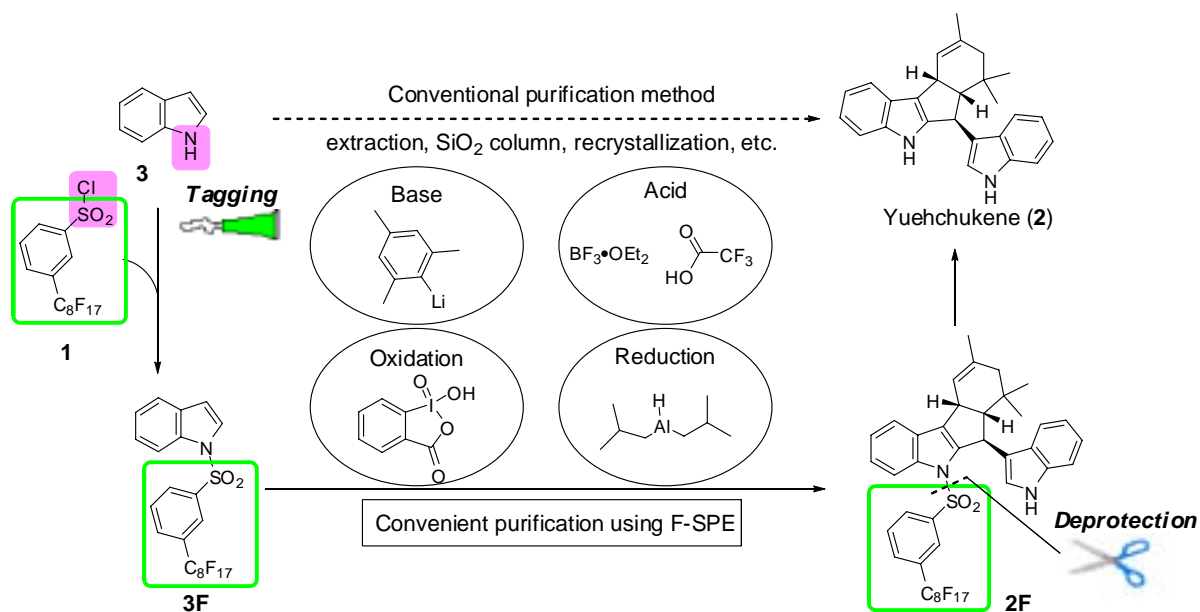 N
H
3
Cl
SO2
C8F17
1
Tagging
Conventional purification method
extraction, SiO2 column, recrystallization, etc.
Base
Li
Acid
BF3•OEt2
O
HO
CF3
Oxidation
O
I
OH
O
O
Reduction
H
Al
Convenient purification using F-SPE
N
SO2
C8F17
3F
H
H
N
H
N
H
Yuehchukene (2)
H
H
N
SO2
N
H
C8F17
2F
Deprotection